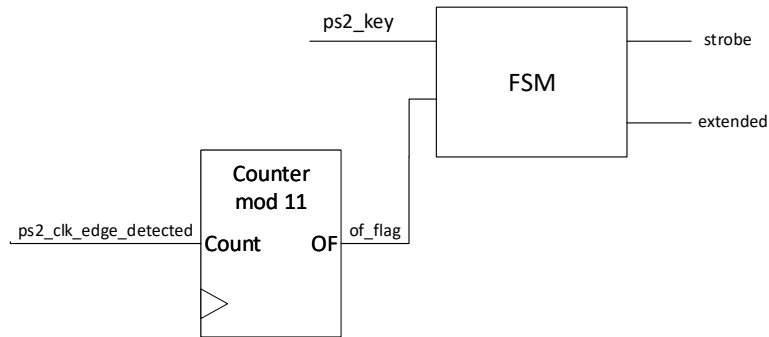 ps2_key
strobe
FSM
extended
Counter
mod 11
ps2_clk_edge_detected
Count
OF
of_flag